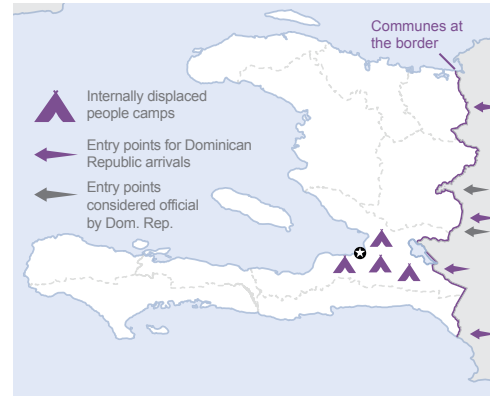 Communes at
the border
Internally displaced
people camps
Entry points for Dominican
Republic arrivals
Entry points
considered official
by Dom. Rep.